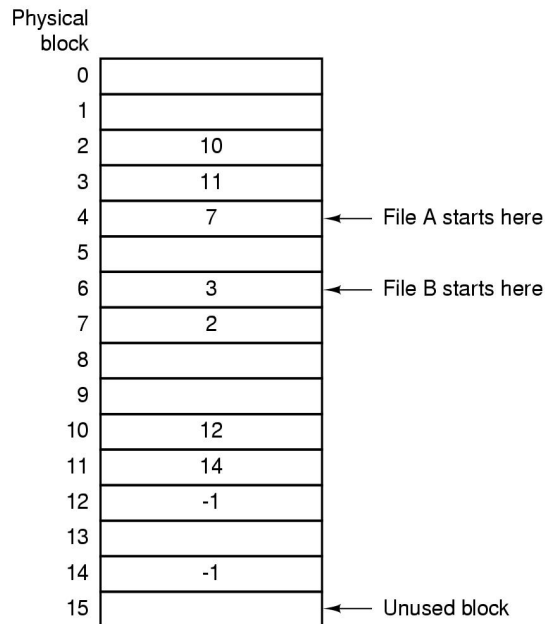 Physical
block
0
1
2 10
3 11
4 7 File A starts here
5
6 3 File B starts here
7 2
8
9
10 12
11 14
12 -1
13
14 -1
15 Unused block